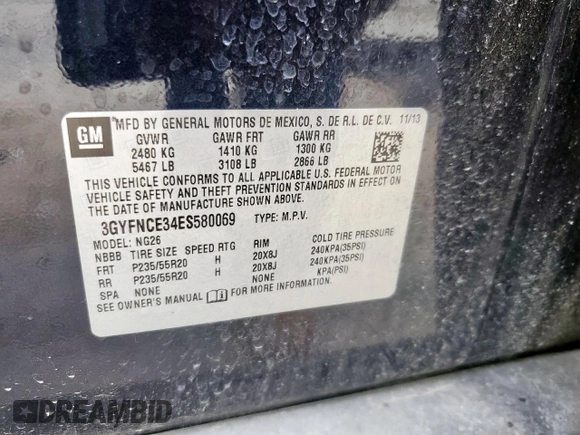 GM
MFD BY GENERAL MOTORS DE MEXICO, S. DE R.L. DE C.V. 11/13
GVWR GAWR FRT GAWR RR
2480 KG 1410 KG 1300 KG
5467 LB 3108 LB 2866 LB
THIS VEHICLE CONFORMS TO ALL APPLICABLE U.S. FEDERAL MOTOR
VEHICLE SAFETY AND THEFT PREVENTION STANDARDS IN EFFECT ON
THE DATE OF MANUFACTURE SHOWN ABOVE.
3GYFNCE34ES580069 TYPE: M.P.V.
MODEL: NG26
NBBB TIRE SIZE SPEED RTG RIM COLD TIRE PRESSURE
FRT P235/55R20 H 20X8J 240KPA(35PSI)
RR P235/55R20 H 20X8J 240KPA(35PSI)
SPA NONE NONE KPA(PSI)
SEE OWNER'S MANUAL FOR MORE INFORMATION.
DREAMBID